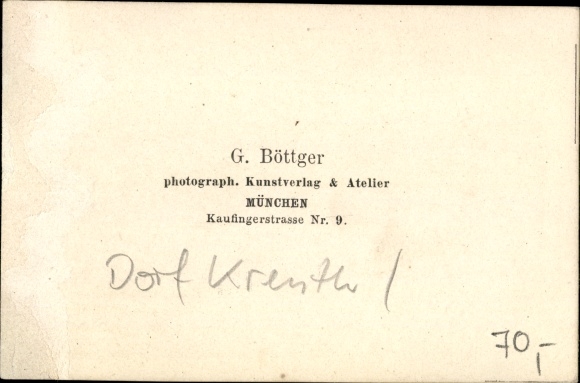 G. Böttger
photograph. Kunstverlag & Atelier
MÜNCHEN
Kaufingerstrasse Nr. 9.
Dorf Kreuth /
70,-